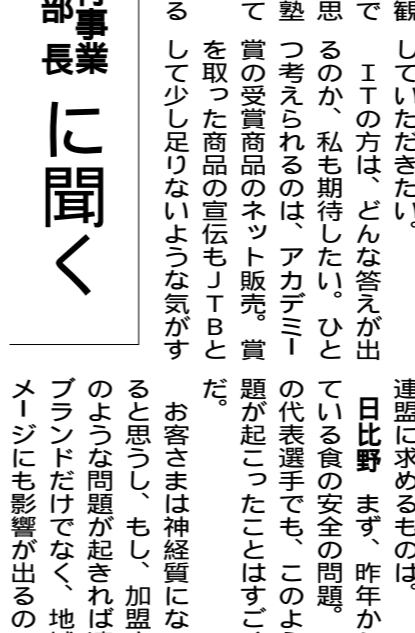 観
で
思
塾
て
る
していただきたい。
ITの方は、どんな答えが出
るのか、私も期待したい。ひと
つ考えられるのは、アカデミー
賞の受賞商品のネット販売。賞
を取った商品の宣伝もJTBと
して少し足りないような気がす
事業
部長
に聞く
連盟に求めるものは。
日比野 まず、昨年か
ている食の安全の問題。
の代表選手でも、このよう
題が起こったことはすご
だ。
お客さまは神経質にな
ると思うし、もし、加盟
のような問題が起きれば
ブランドだけでなく、地
メージにも影響が出るの